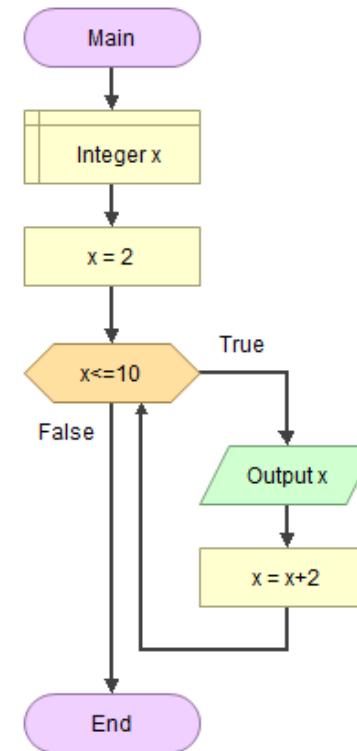 Main
Integer x
x = 2
x<=10
True
False
Output x
x = x+2
End